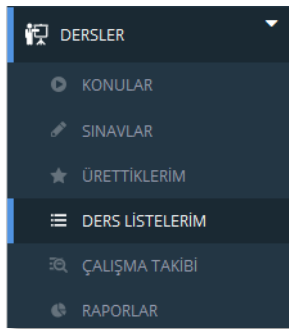 DERSLER
KONULAR
SINAVLAR
ÜRETTİKLERİM
DERS LİSTELERİM
ÇALIŞMA TAKİBİ
RAPORLAR